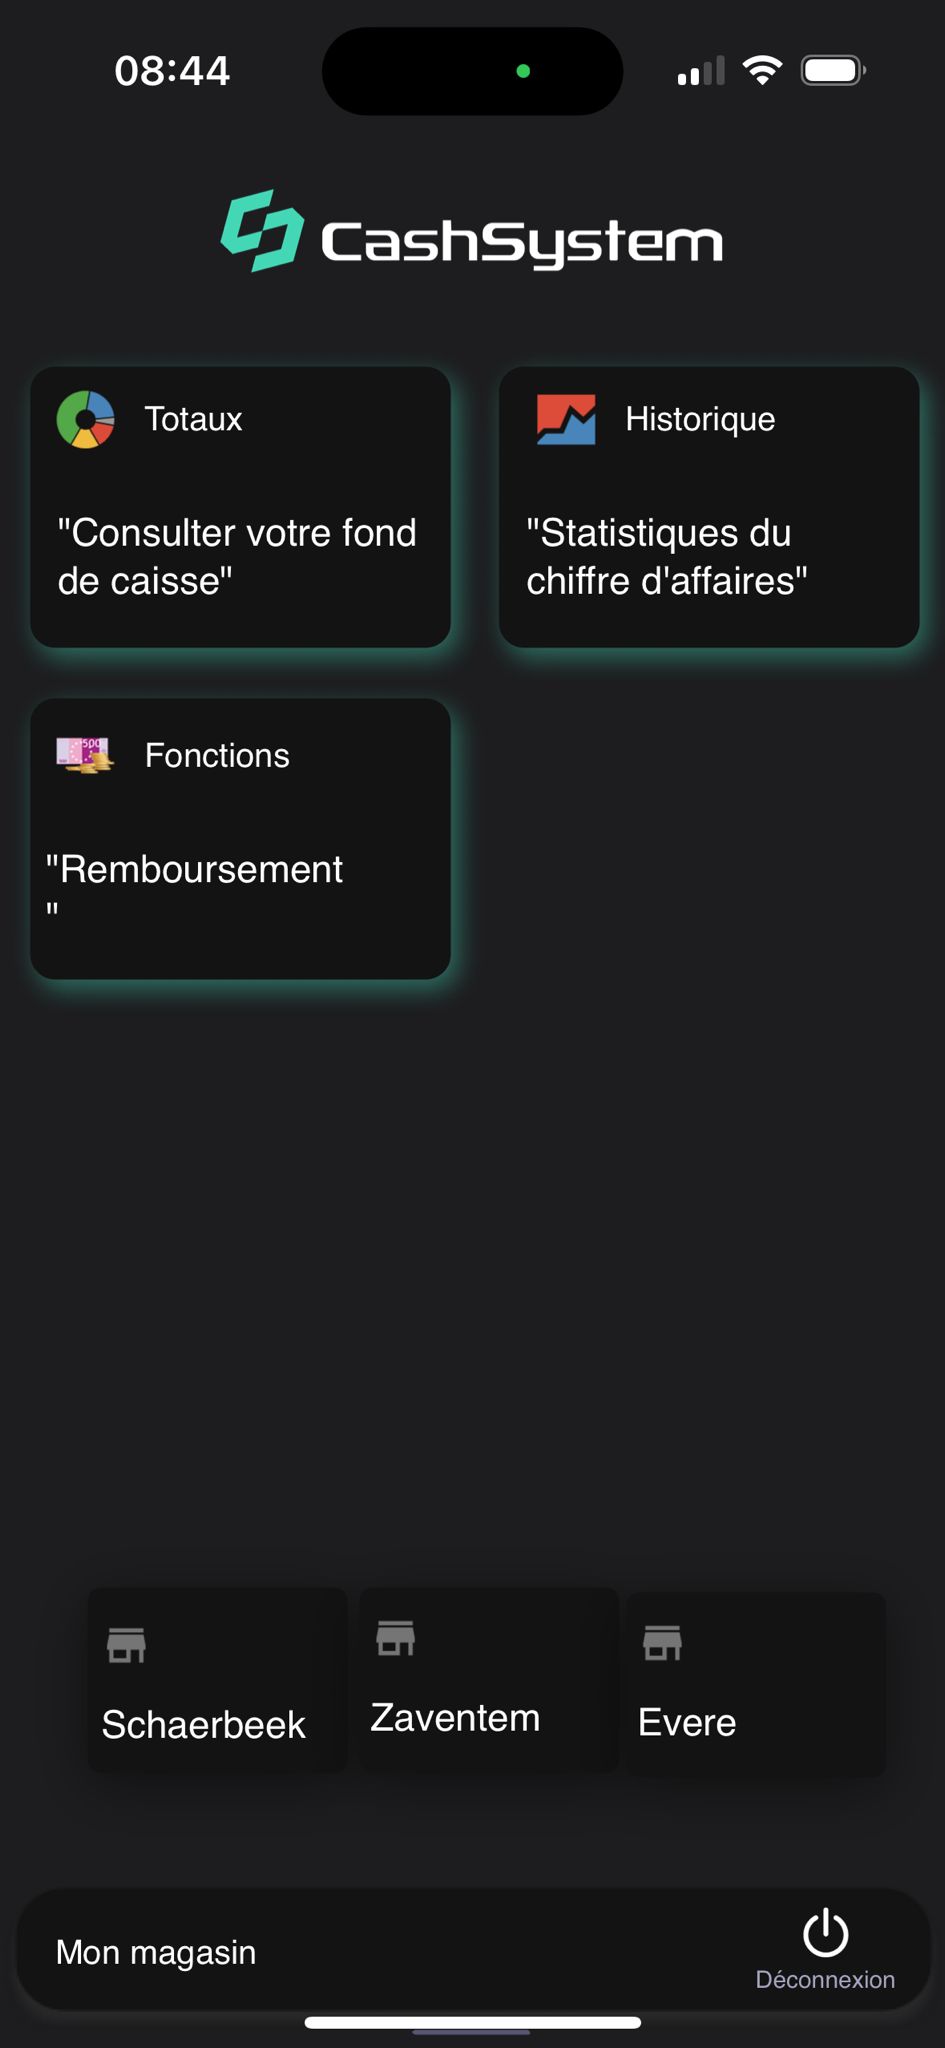 08:44
CashSystem
Totaux
"Consulter votre fond
de caisse"
Historique
"Statistiques du
chiffre d'affaires"
Fonctions
"Remboursement
"
Schaerbeek
Zaventem
Evere
Mon magasin
Déconnexion